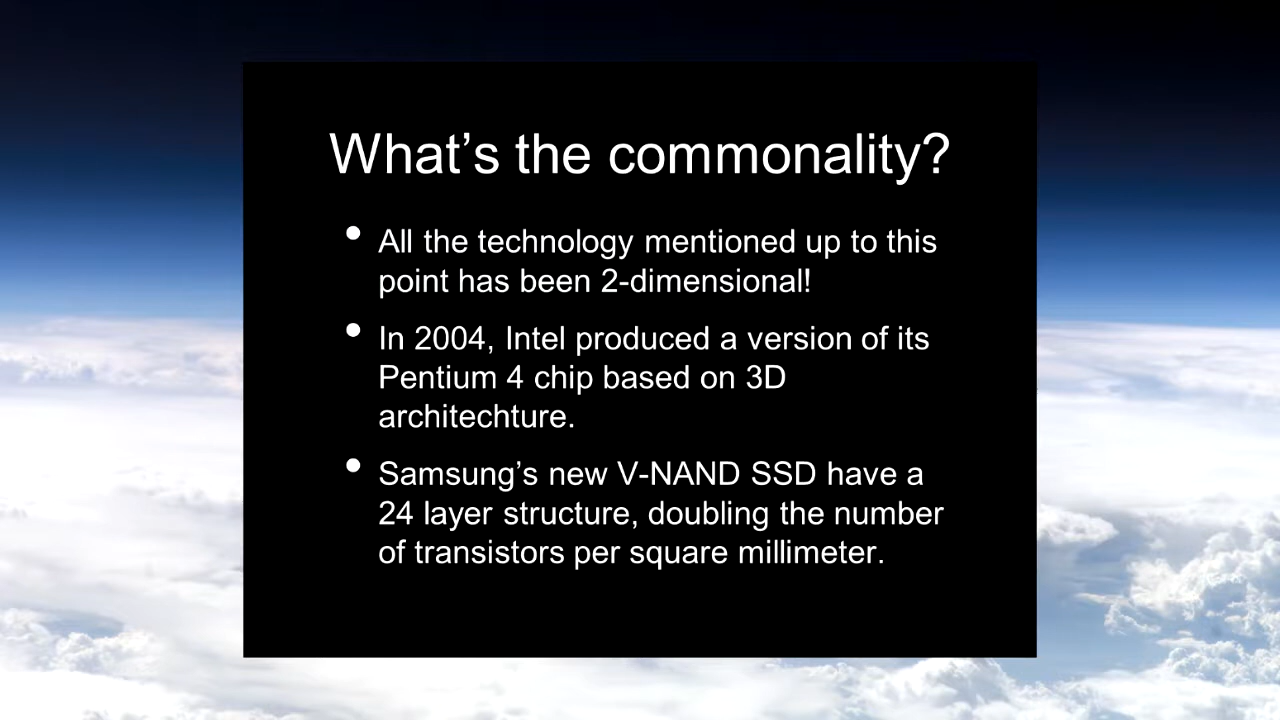 What’s the commonality?
• All the technology mentioned up to this
point has been 2-dimensional!
• In 2004, Intel produced a version of its
Pentium 4 chip based on 3D
architechture.
• Samsung’s new V-NAND SSD have a
24 layer structure, doubling the number
of transistors per square millimeter.